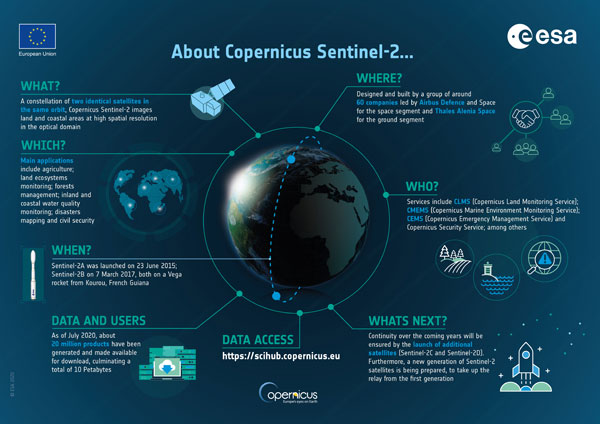 European Union
esa
About Copernicus Sentinel-2...
WHAT?
A constellation of two identical satellites in
the same orbit, Copernicus Sentinel-2 images
land and coastal areas at high spatial resolution
in the optical domain
WHERE?
Designed and built by a group of around
60 companies led by Airbus Defence and Space
for the space segment and Thales Alenia Space
for the ground segment
WHICH?
Main applications
include agriculture;
land ecosystems
monitoring; forests
management; inland and
coastal water quality
monitoring; disasters
mapping and civil security
WHO?
Services include CLMS (Copernicus Land Monitoring Service);
CMEMS (Copernicus Marine Environment Monitoring Service);
CEMS (Copernicus Emergency Management Service) and
Copernicus Security Service; among others
WHEN?
Sentinel-2A was launched on 23 June 2015;
Sentinel-2B on 7 March 2017, both on a Vega
rocket from Kourou, French Guiana
DATA AND USERS
As of July 2020, about
20 million products have been
generated and made available
for download, culminating a
total of 10 Petabytes
DATA ACCESS
https://scihub.copernicus.eu
WHATS NEXT?
Continuity over the coming years will be
ensured by the launch of additional
satellites (Sentinel-2C and Sentinel-2D).
Furthermore, a new generation of Sentinel-2
satellites is being prepared, to take up the
relay from the first generation
opernicus
Europe's eyes on Earth
© ESA 2020